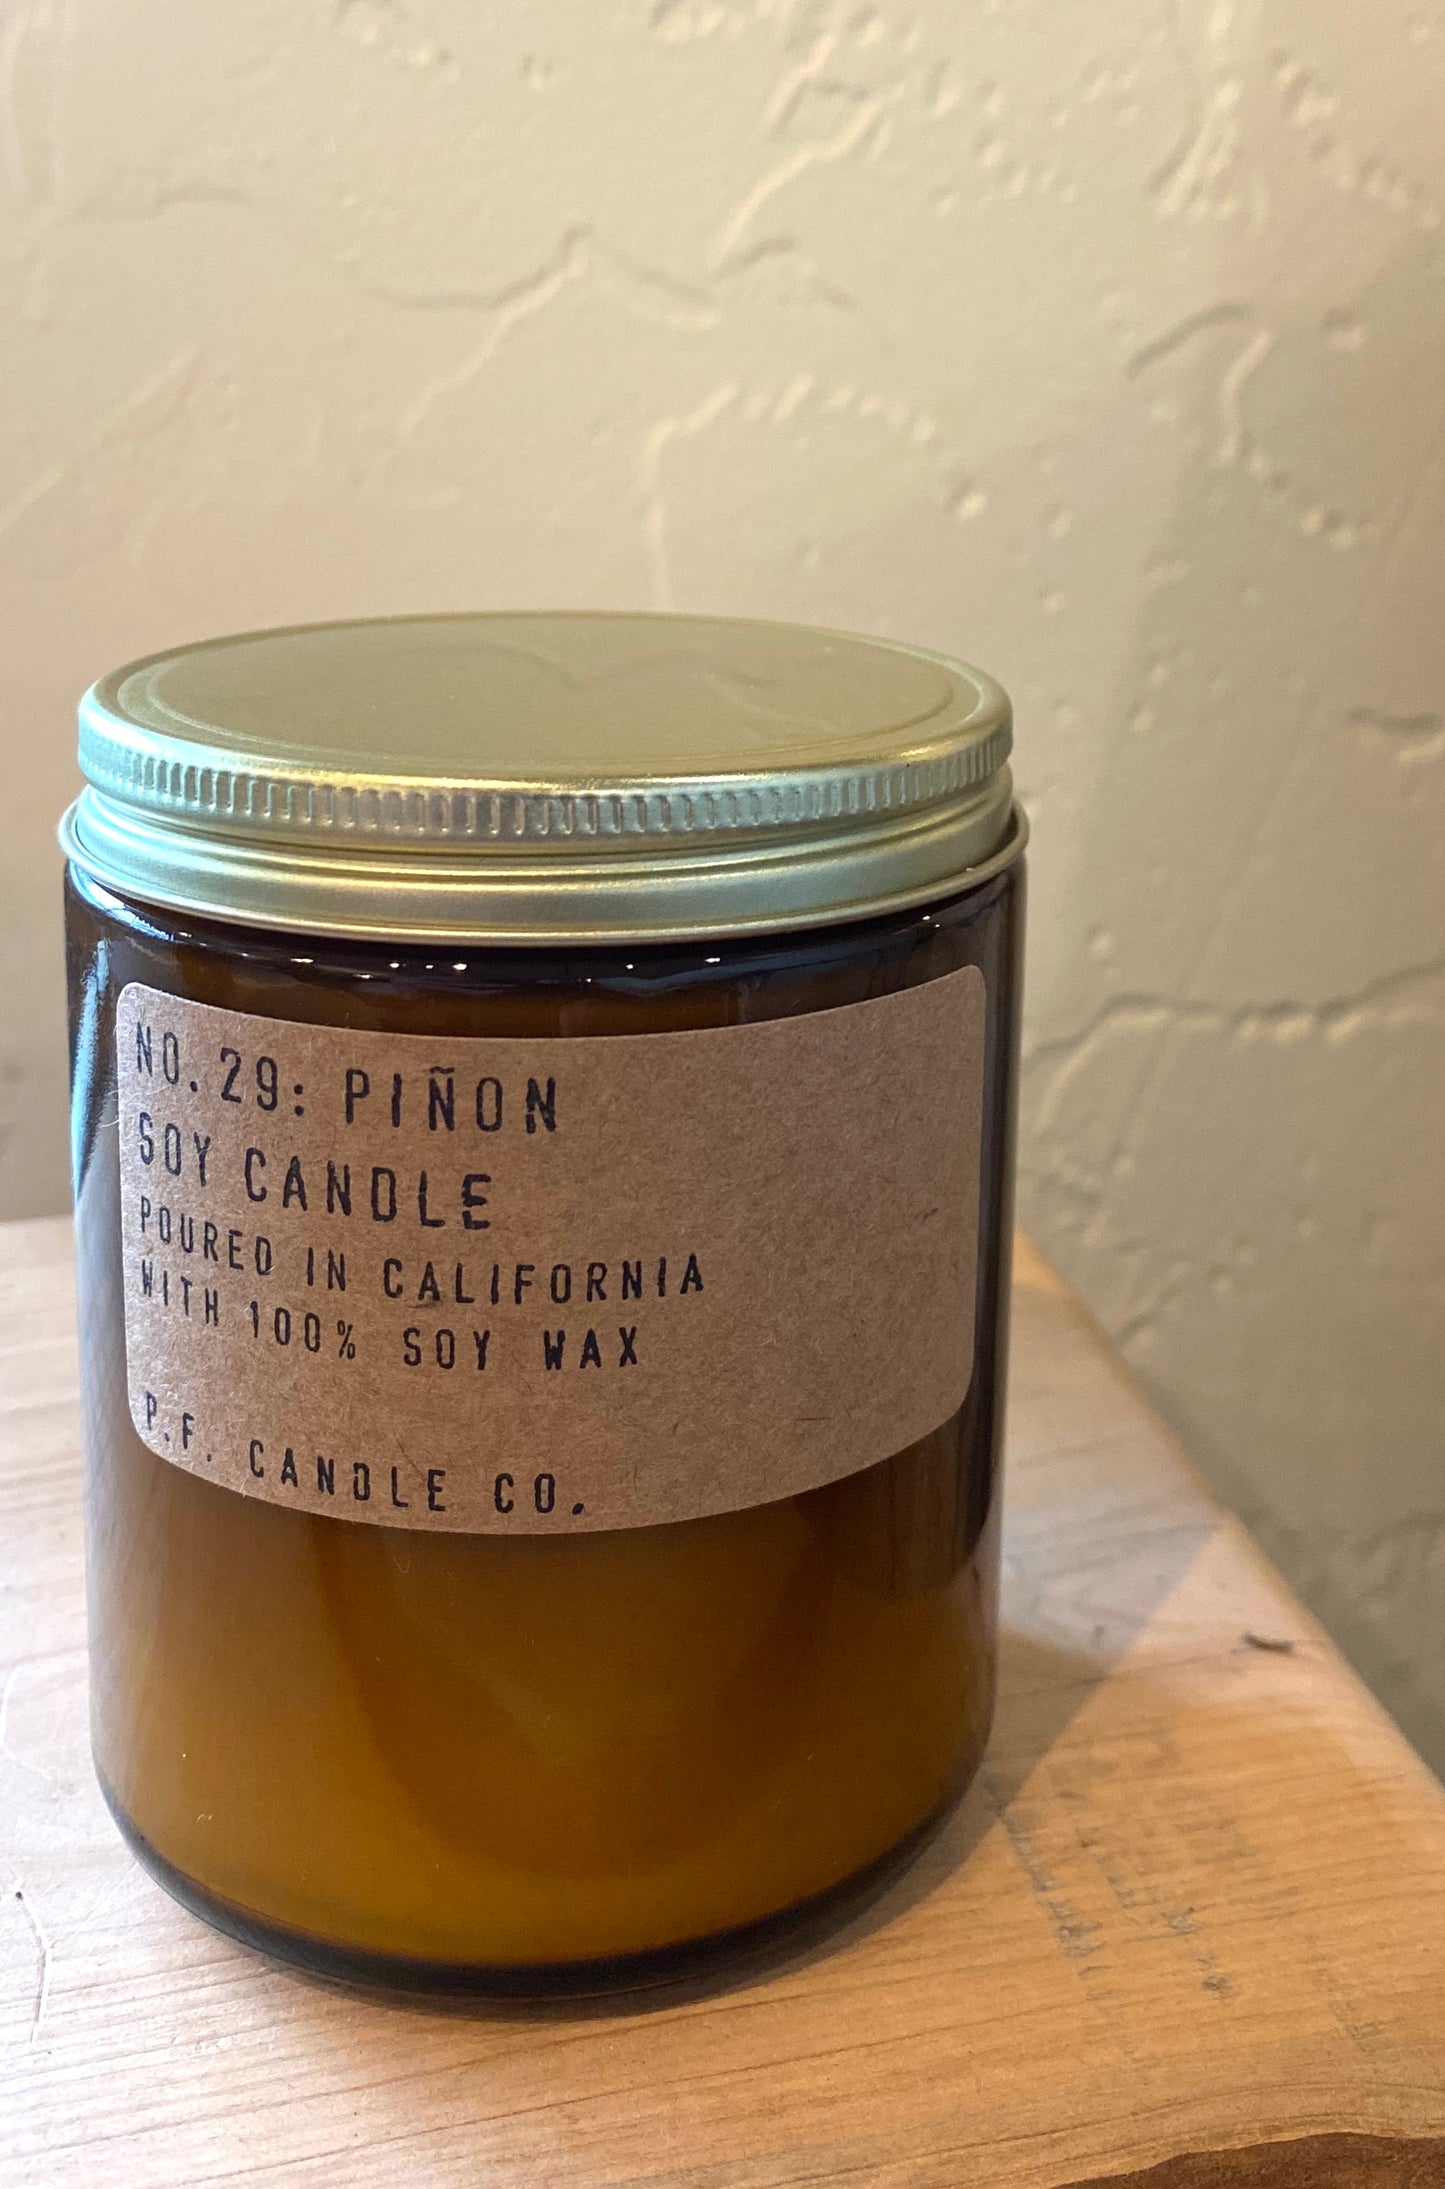 NO. 29: PIÑON
SOY CANDLE
POURED IN CALIFORNIA
WITH 100% SOY WAX
P.F. CANDLE CO.